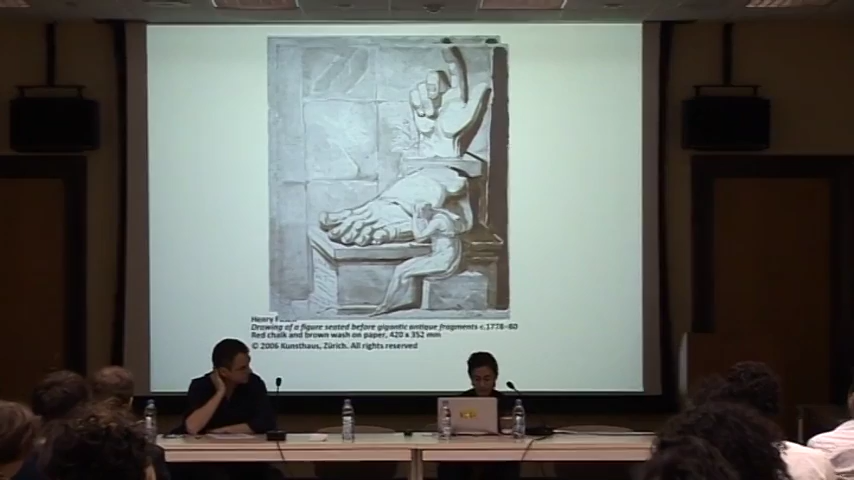 Henry
Drawing of a figure seated before gigantic antique fragments c.1778–80
Red chalk and brown wash on paper, 420 x 352 mm
© 2006 Kunsthaus, Zürich. All rights reserved